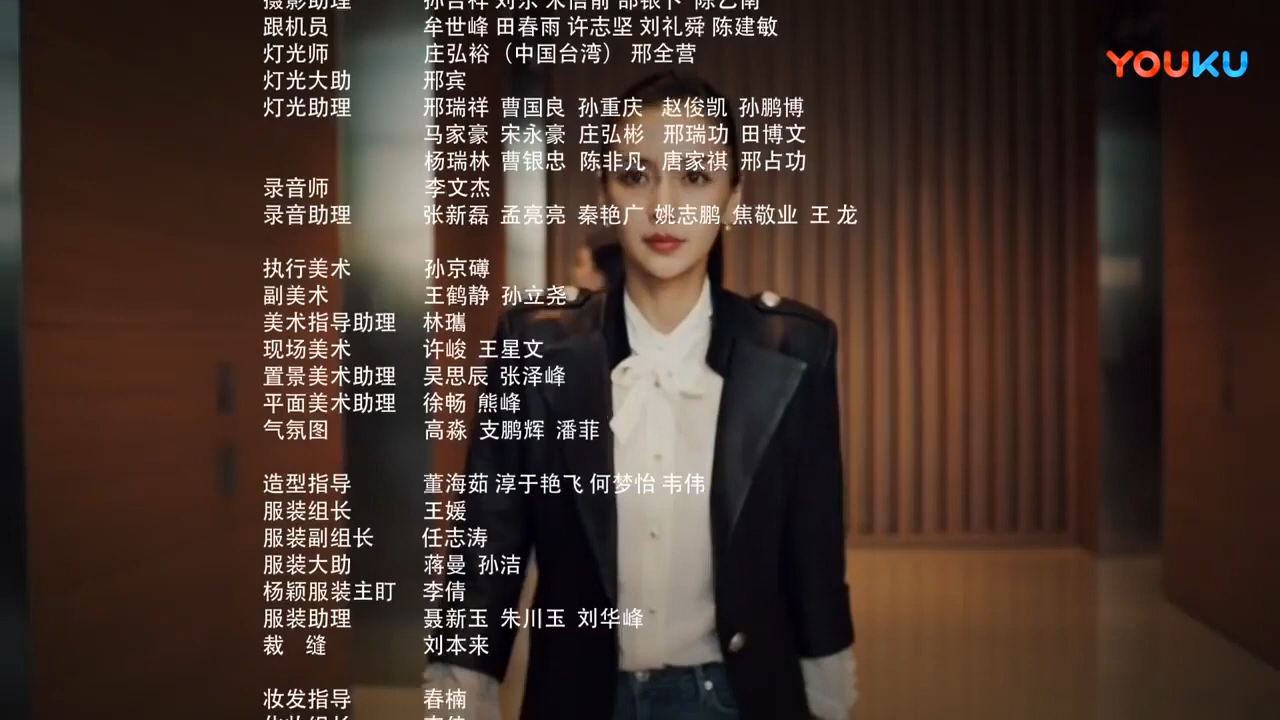 YOUKU
跟机员 牟世峰 田春雨 许志坚 刘礼舜 陈建敏
灯光师 庄弘裕（中国台湾） 邢全营
灯光大助 邢宾
灯光助理 邢瑞祥 曹国良 孙重庆 赵俊凯 孙鹏博
马家豪 宋永豪 庄弘彬 邢瑞功 田博文
杨瑞林 曹银忠 陈非凡 唐家祺 邢占功
录音师 李文杰
录音助理 张新磊 孟亮亮 秦艳广 姚志鹏 焦敬业 王 龙
执行美术 孙京礴
副美术 王鹤静 孙立尧
美术指导助理 林
现场美术 许峻 王星文
置景美术助理 吴思辰 张泽峰
平面美术助理 徐畅 熊峰
气氛图 高淼 支鹏辉 潘菲
造型指导 董海茹 淳于艳飞 何梦怡 韦伟
服装组长 王媛
服装副组长 任志涛
服装大助 蒋曼 孙洁
杨颖服装主盯 李倩
服装助理 聂新玉 朱川玉 刘华峰
裁 缝 刘本来
妆发指导 春楠